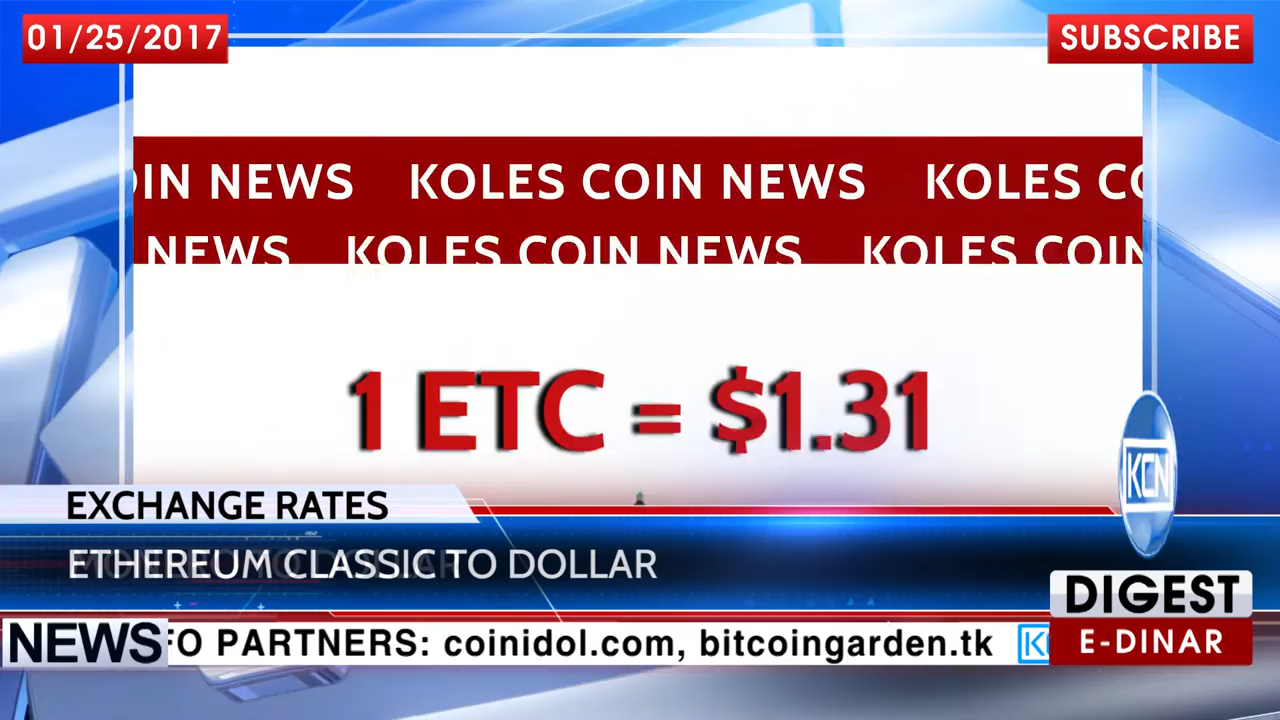 01/25/2017
SUBSCRIBE
IN NEWS KOLES COIN NEWS KOLES
NEWS KOLES COIN NEWS KOLES COIN
1 ETC = $1.31
KCN
EXCHANGE RATES
ETHEREUM CLASSIC TO DOLLAR
DIGEST
NEWS FO PARTNERS: coinidol.com, bitcoingarden.tk
E-DINAR